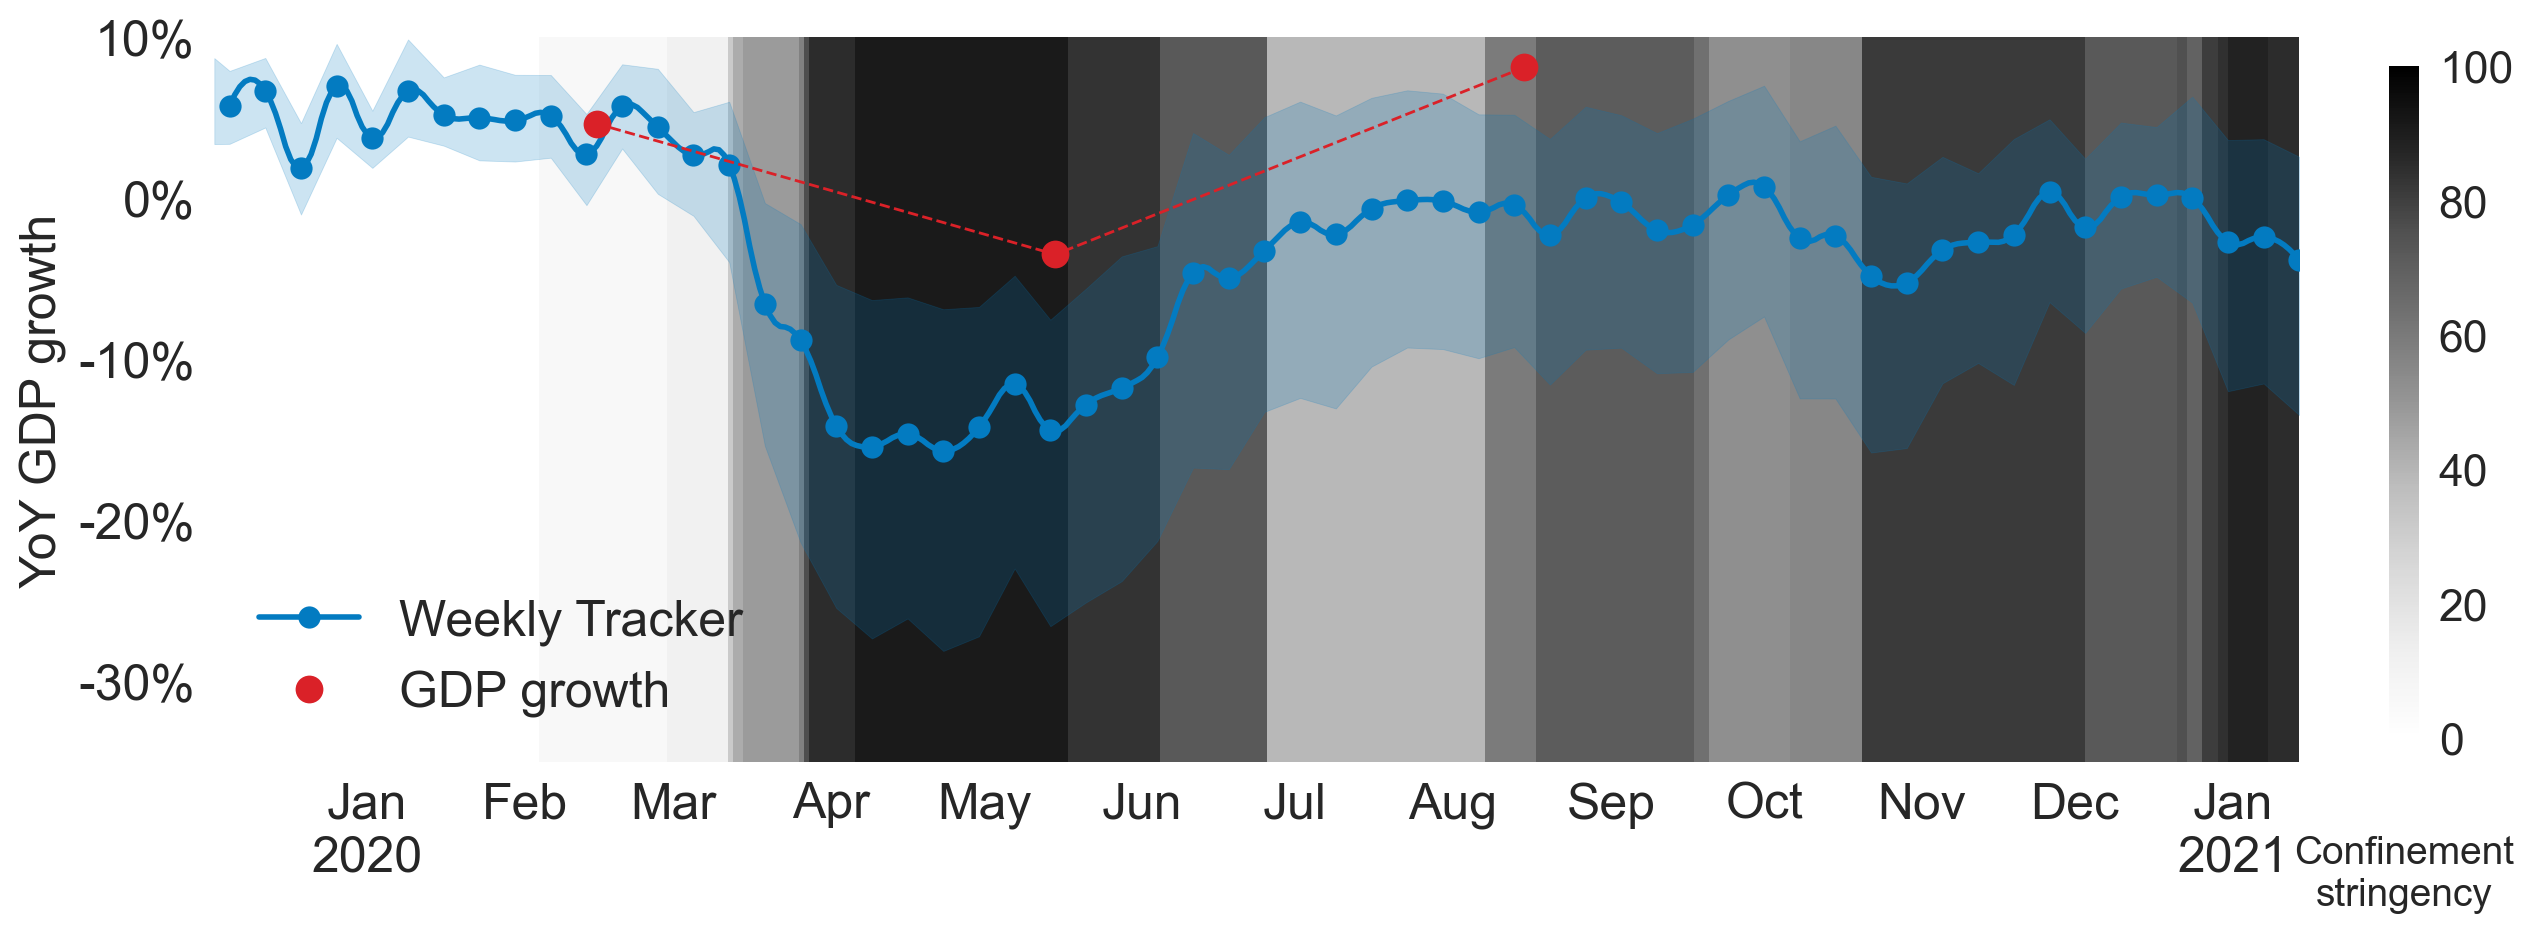 YoY GDP growth
10%
0%
-10%
-20%
-30%
Weekly Tracker
GDP growth
Jan
2020
Feb
Mar
Apr
May
Jun
Jul
Aug
Sep
Oct
Nov
Dec
Jan
2021
100
80
60
40
20
0
Confinement
stringency